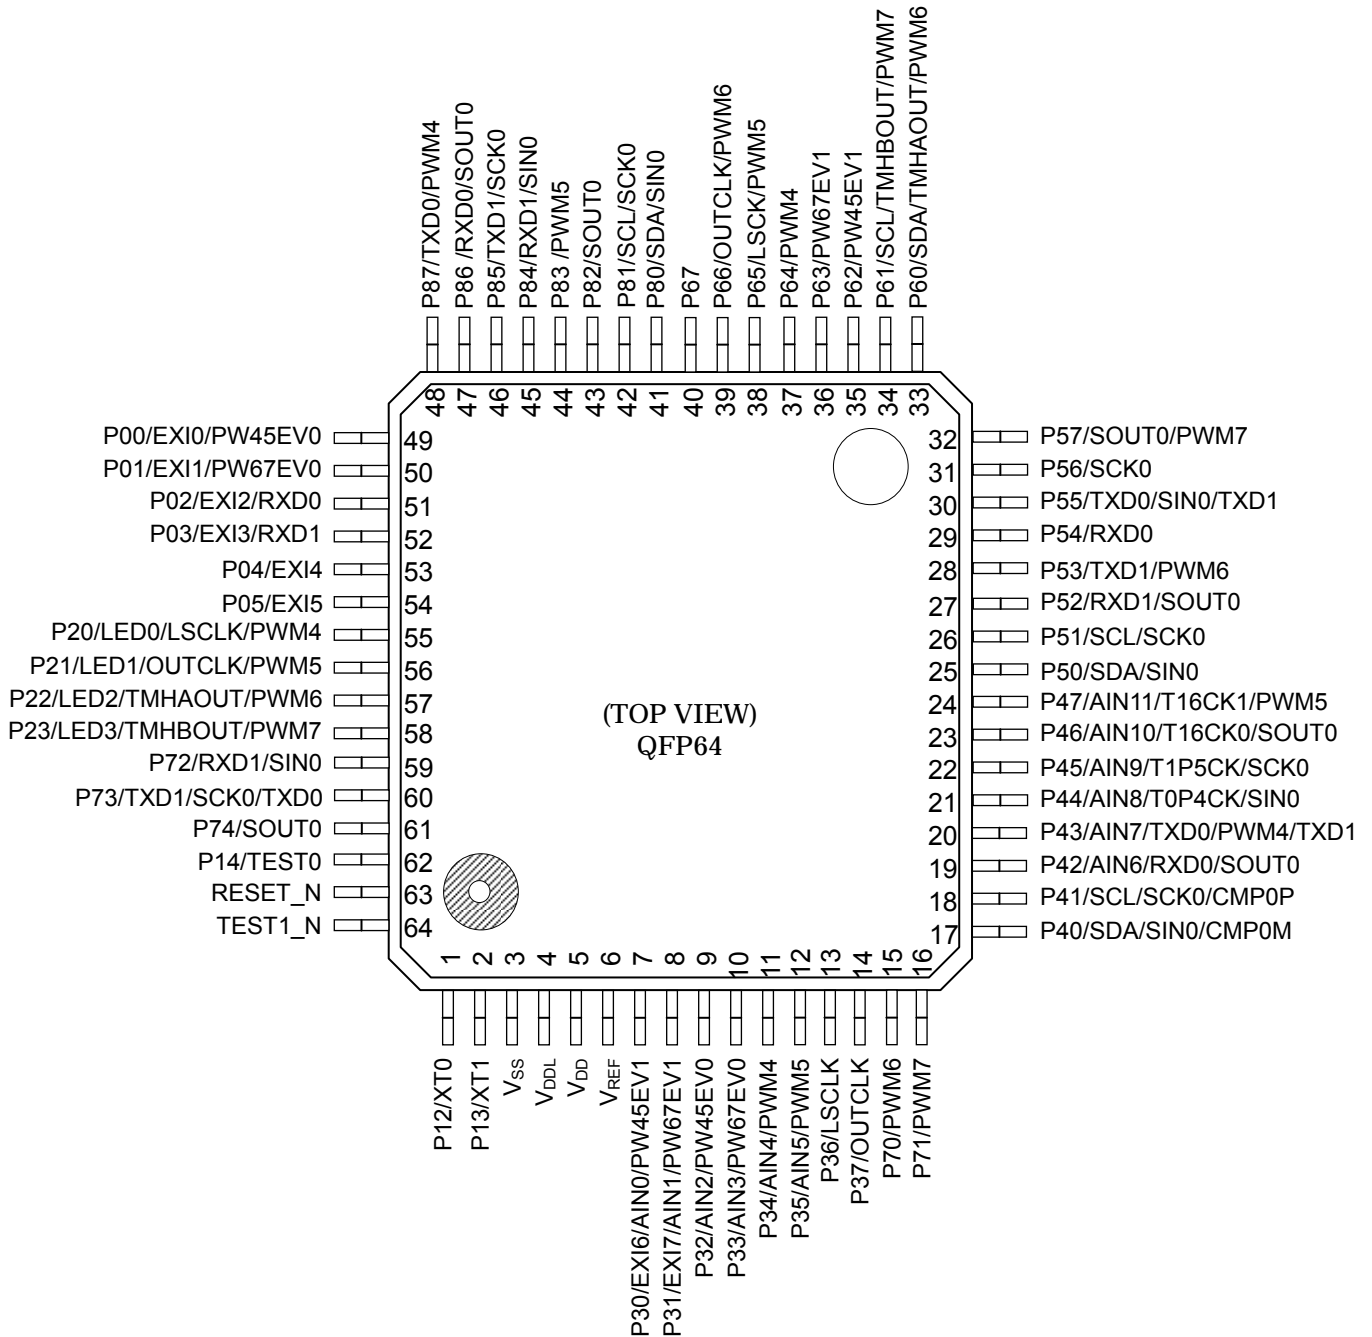 P87/TXD0/PWM4
P86 /RXD0/SOUT0
P85/TXD1/SCK0
P84/RXD1/SIN0
P83 /PWM5
P82/SOUT0
P81/SCL/SCK0
P80/SDA/SIN0
P67
P66/OUTCLK/PWM6
P65/LSCK/PWM5
P64/PWM4
P63/PW67EV1
P62/PW45EV1
P61/SCL/TMHBOUT/PWM7
P60/SDA/TMHAOUT/PWM6
48
47
46
45
44
43
42
41
40
39
38
37
36
35
34
33
P00/EXI0/PW45EV0 49
P01/EXI1/PW67EV0 50
P02/EXI2/RXD0 51
P03/EXI3/RXD1 52
P04/EXI4 53
P05/EXI5 54
P20/LED0/LSCLK/PWM4 55
P21/LED1/OUTCLK/PWM5 56
P22/LED2/TMHAOUT/PWM6 57
P23/LED3/TMHBOUT/PWM7 58
P72/RXD1/SIN0 59
P73/TXD1/SCK0/TXD0 60
P74/SOUT0 61
P14/TEST0 62
RESET_N 63
TEST1_N 64
(TOP VIEW)
QFP64
32 P57/SOUT0/PWM7
31 P56/SCK0
30 P55/TXD0/SIN0/TXD1
29 P54/RXD0
28 P53/TXD1/PWM6
27 P52/RXD1/SOUT0
26 P51/SCL/SCK0
25 P50/SDA/SIN0
24 P47/AIN11/T16CK1/PWM5
23 P46/AIN10/T16CK0/SOUT0
22 P45/AIN9/T1P5CK/SCK0
21 P44/AIN8/T0P4CK/SIN0
20 P43/AIN7/TXD0/PWM4/TXD1
19 P42/AIN6/RXD0/SOUT0
18 P41/SCL/SCK0/CMP0P
17 P40/SDA/SIN0/CMP0M
1
2
3
4
5
6
7
8
9
10
11
12
13
14
15
16
P12/XT0
P13/XT1
VSS
VDDL
VDD
VREF
P30/EXI6/AIN0/PW45EV1
P31/EXI7/AIN1/PW67EV1
P32/AIN2/PW45EV0
P33/AIN3/PW67EV0
P34/AIN4/PWM4
P35/AIN5/PWM5
P36/LSCLK
P37/OUTCLK
P70/PWM6
P71/PWM7